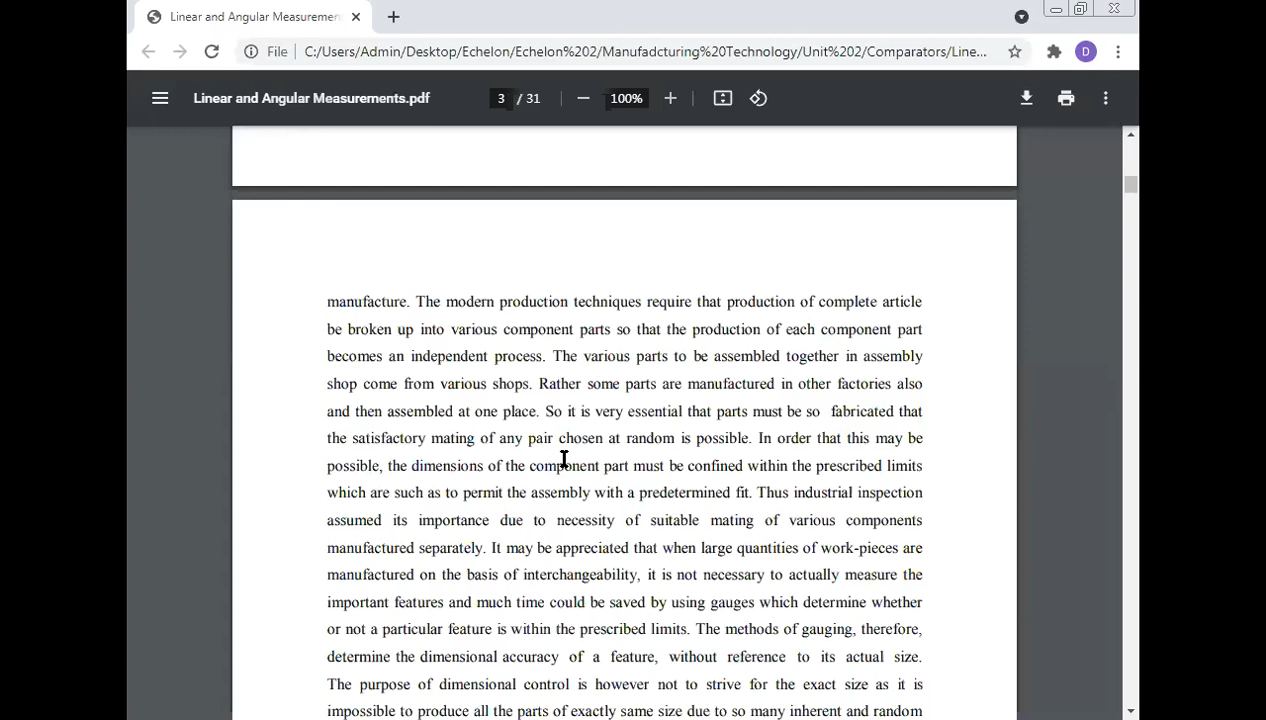 Linear and Angular Measuremen
File C:/Users/Admin/Desktop/Echelon/Echelon%202/Manufadcturing%20Technology/Unit%202/Comparators/Line...
D
Linear and Angular Measurements.pdf 3 / 31 100%
manufacture. The modern production techniques require that production of complete article
be broken up into various component parts so that the production of each component part
becomes an independent process. The various parts to be assembled together in assembly
shop come from various shops. Rather some parts are manufactured in other factories also
and then assembled at one place. So it is very essential that parts must be so fabricated that
the satisfactory mating of any pair chosen at random is possible. In order that this may be
possible, the dimensions of the component part must be confined within the prescribed limits
which are such as to permit the assembly with a predetermined fit. Thus industrial inspection
assumed its importance due to necessity of suitable mating of various components
manufactured separately. It may be appreciated that when large quantities of work-pieces are
manufactured on the basis of interchangeability, it is not necessary to actually measure the
important features and much time could be saved by using gauges which determine whether
or not a particular feature is within the prescribed limits. The methods of gauging, therefore,
determine the dimensional accuracy of a feature, without reference to its actual size.
The purpose of dimensional control is however not to strive for the exact size as it is
impossible to produce all the parts of exactly same size due to so many inherent and random